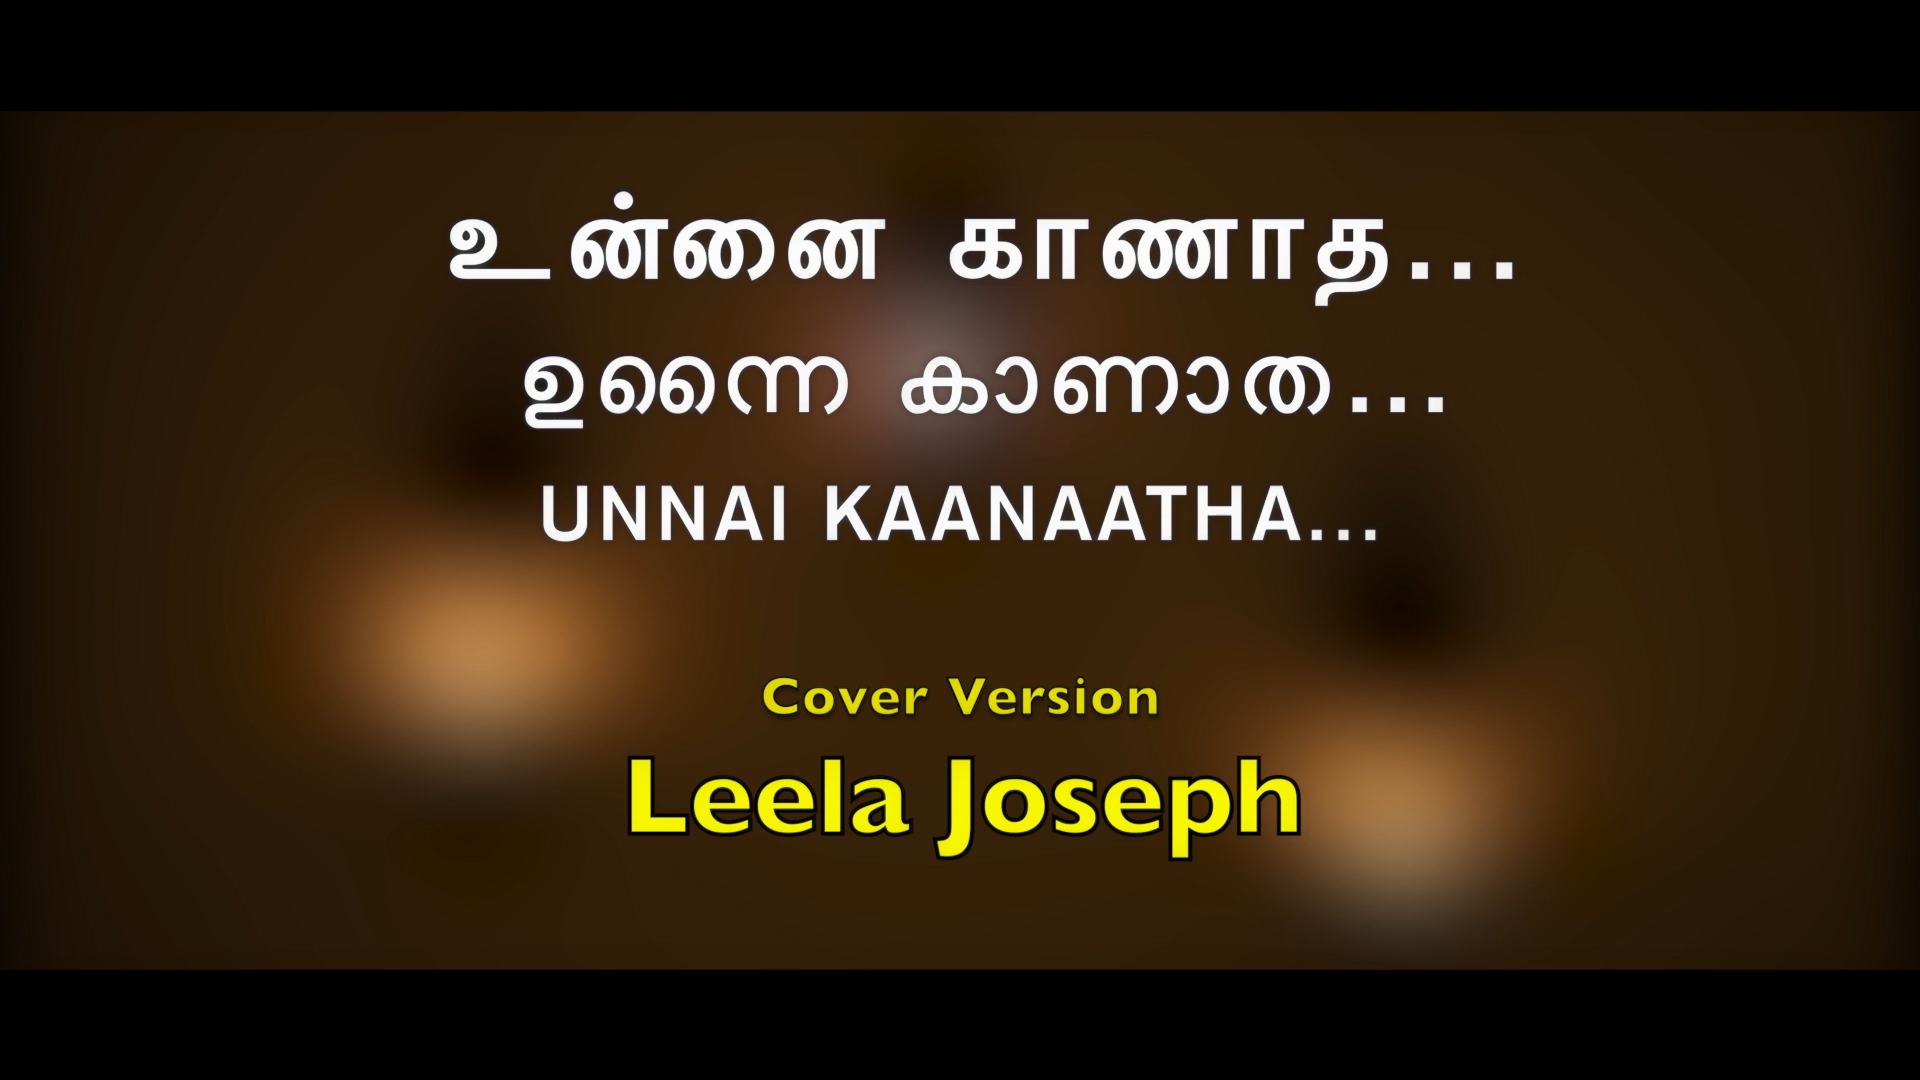 உன்னை காணாத...
ഉന്നൈ കാണാത...
UNNAI KAANAATHA...
Cover Version
Leela Joseph